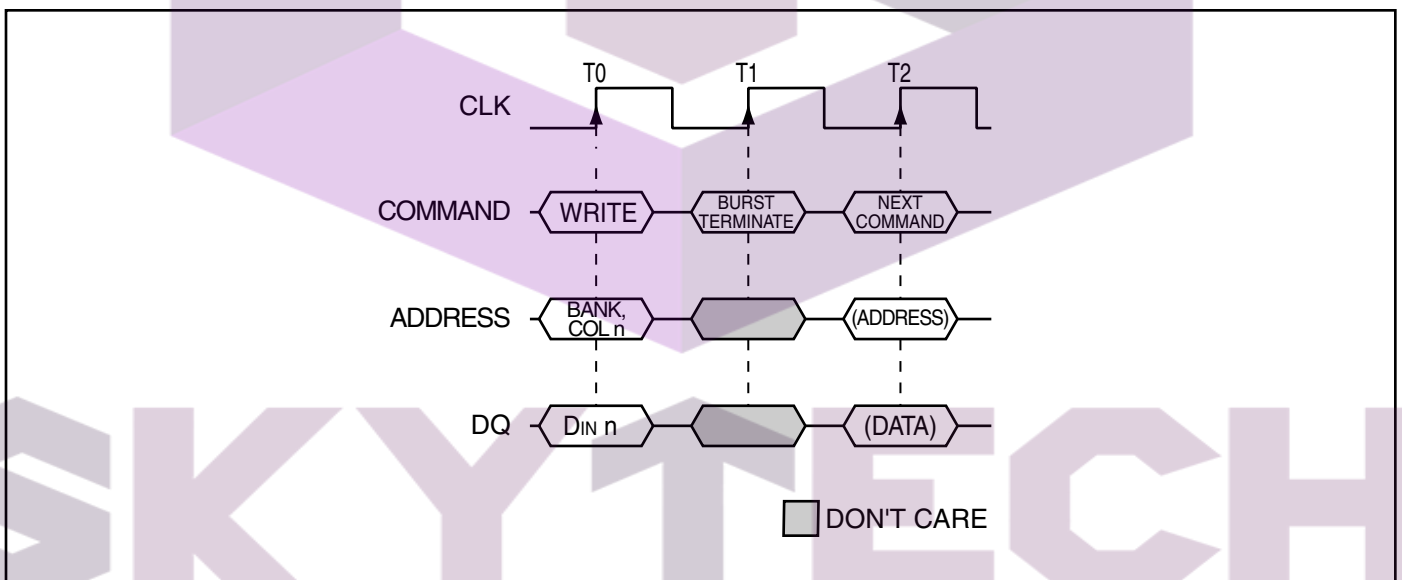 T0 T1 T2
CLK
COMMAND WRITE BURST TERMINATE NEXT COMMAND
ADDRESS BANK, COL n (ADDRESS)
DQ DIN n (DATA)
DON'T CARE
SKYTECH